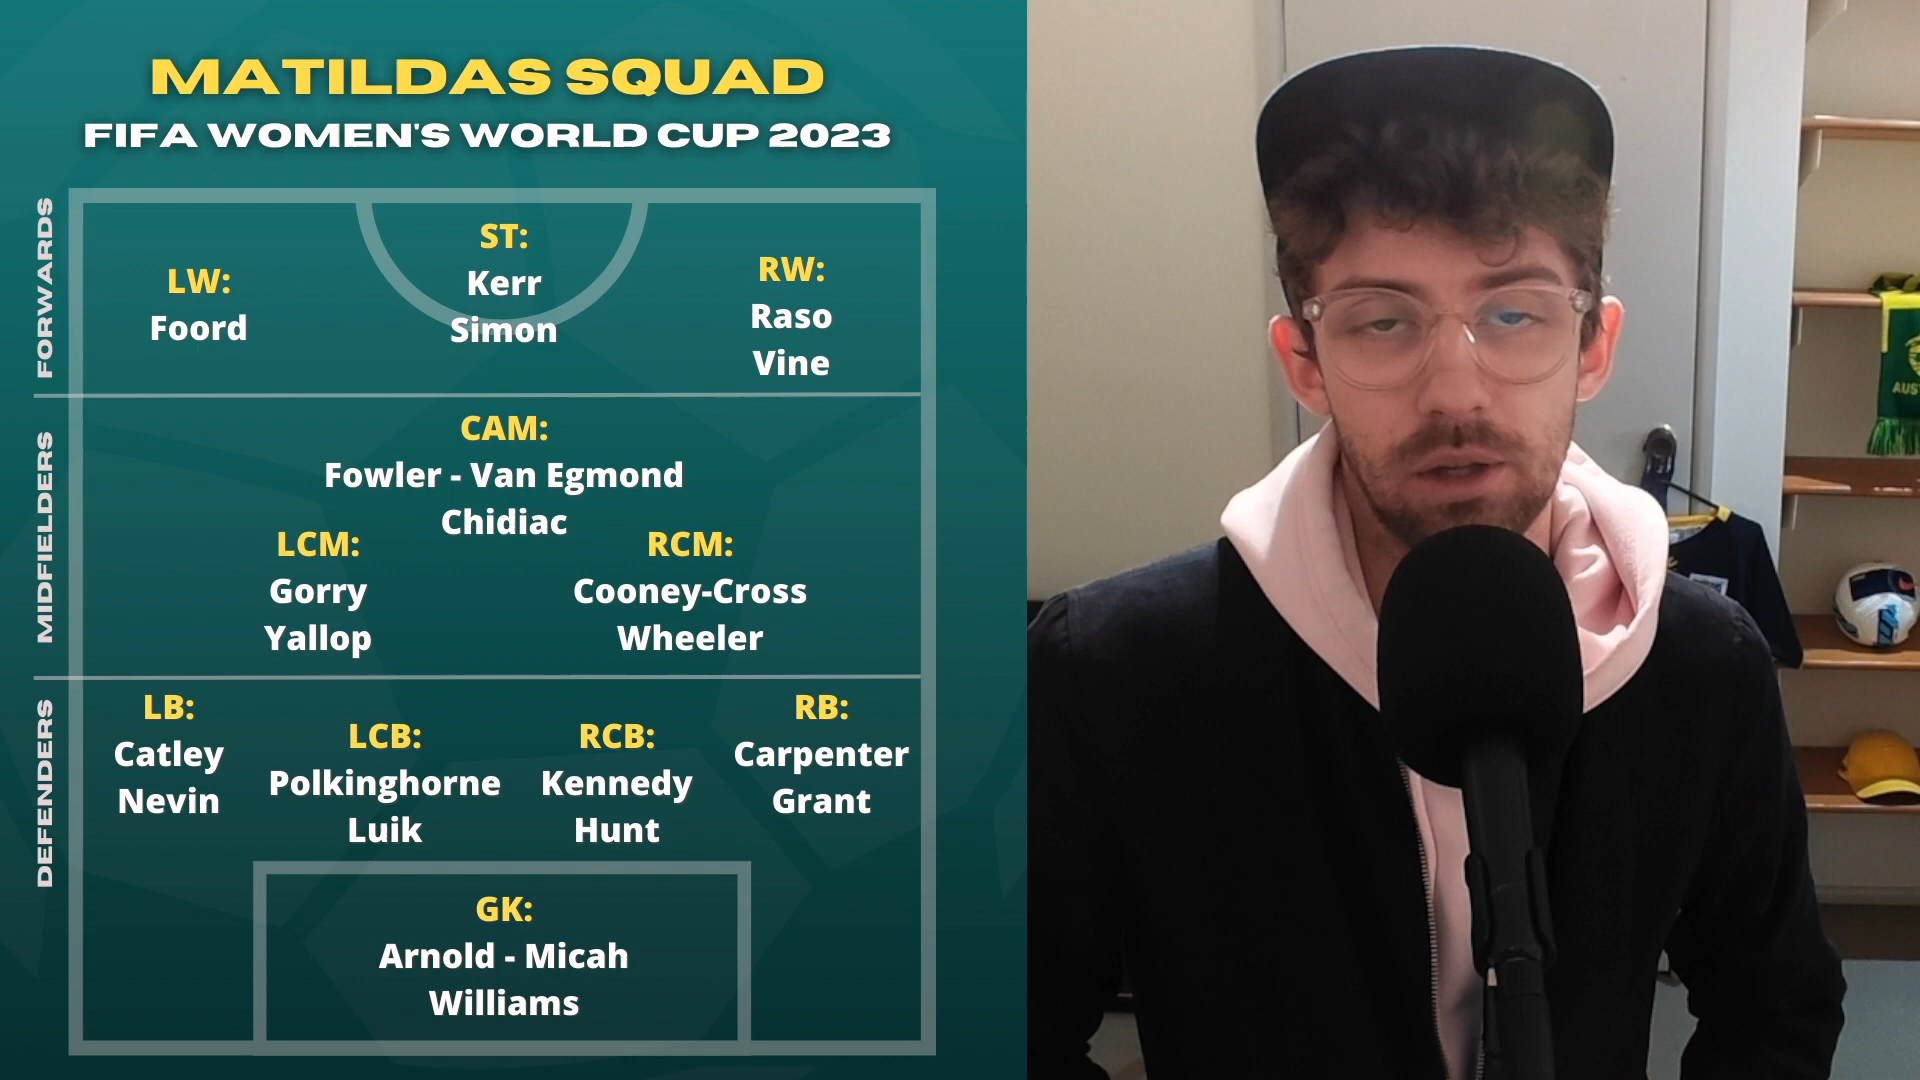 MATILDAS SQUAD
FIFA WOMEN'S WORLD CUP 2023
FORWARDS
LW:
Foord
ST:
Kerr
Simon
RW:
Raso
Vine
MIDFIELDERS
CAM:
Fowler - Van Egmond
Chidiac
LCM:
Gorry
Yallop
RCM:
Cooney-Cross
Wheeler
DEFENDERS
LB:
Catley
Nevin
LCB:
Polkinghorne
Luik
RCB:
Kennedy
Hunt
RB:
Carpenter
Grant
GK:
Arnold - Micah
Williams
AUS